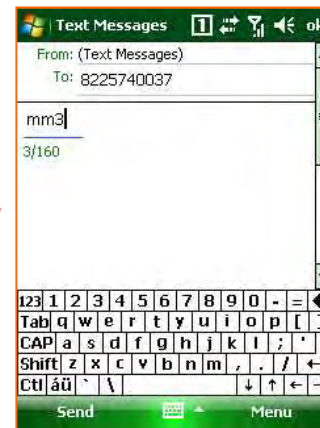 Text Messages 1 ok
From: (Text Messages)
To: 8225740037
mm3
3/160
123 1 2 3 4 5 6 7 8 9 0 - =
Tab q w e r t y u i o p [
CAP a s d f g h j k l ; '
Shift z x c v b n m , . /
Ctl áü ` \ ↓ ↑ ←
Send Menu